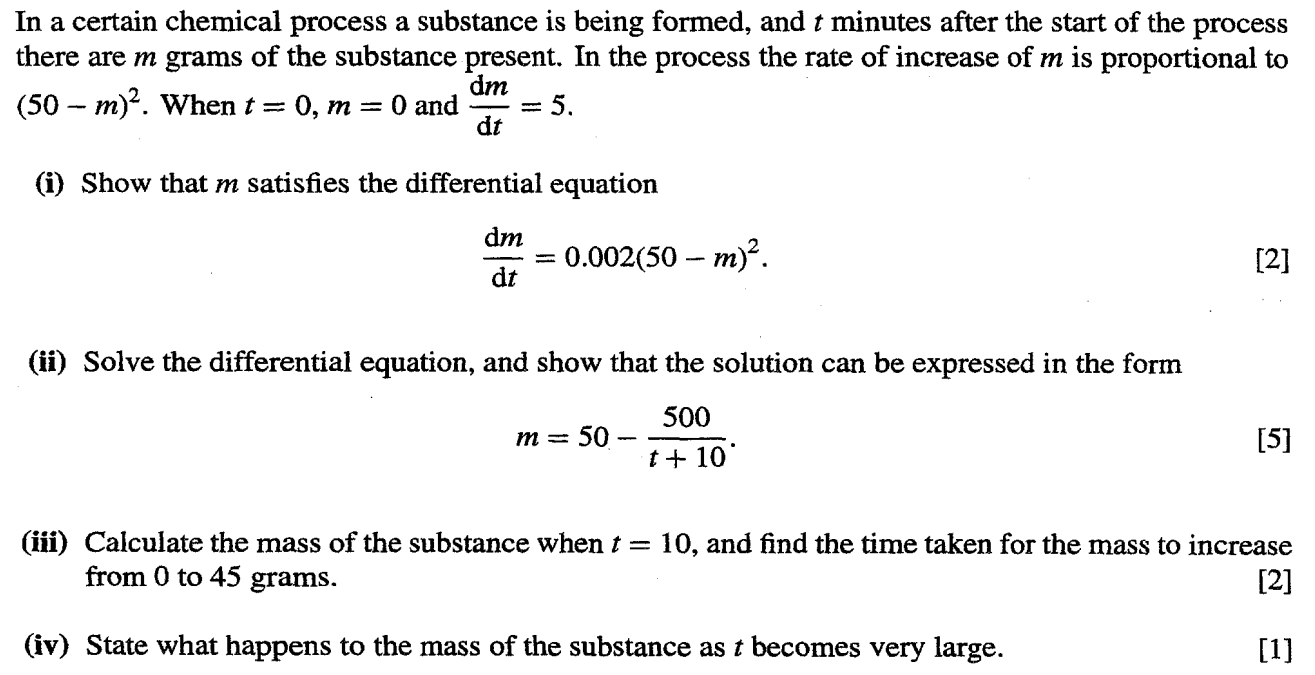 In a certain chemical process a substance is being formed, and t minutes after the start of the process
there are m grams of the substance present. In the process the rate of increase of m is proportional to
(50 − m)². When t = 0, m = 0 and dm/dt = 5.
(i) Show that m satisfies the differential equation
dm/dt = 0.002(50 − m)². [2]
(ii) Solve the differential equation, and show that the solution can be expressed in the form
m = 50 − 500/(t + 10). [5]
(iii) Calculate the mass of the substance when t = 10, and find the time taken for the mass to increase
from 0 to 45 grams. [2]
(iv) State what happens to the mass of the substance as t becomes very large. [1]